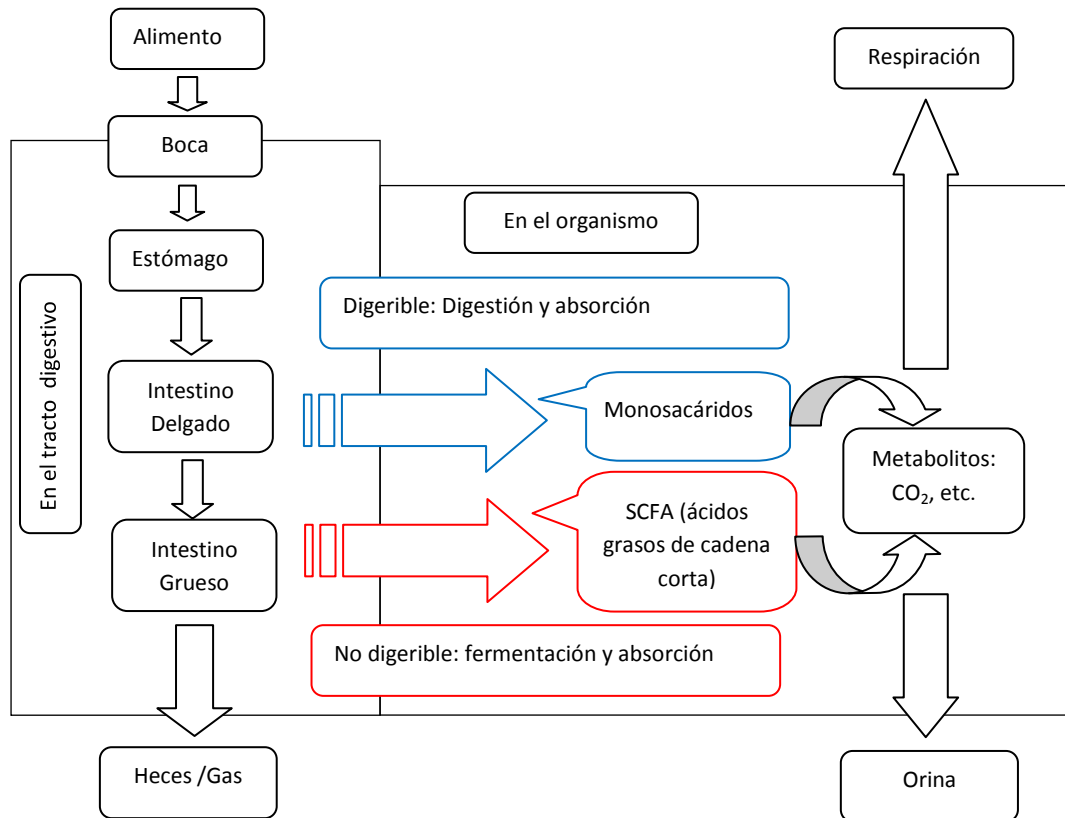 Alimento
Respiración
Boca
En el organismo
Estómago
En el tracto digestivo
Digerible: Digestión y absorción
Intestino
Delgado
Monosacáridos
Metabolitos:
CO₂, etc.
Intestino
Grueso
SCFA (ácidos
grasos de cadena
corta)
No digerible: fermentación y absorción
Heces /Gas
Orina